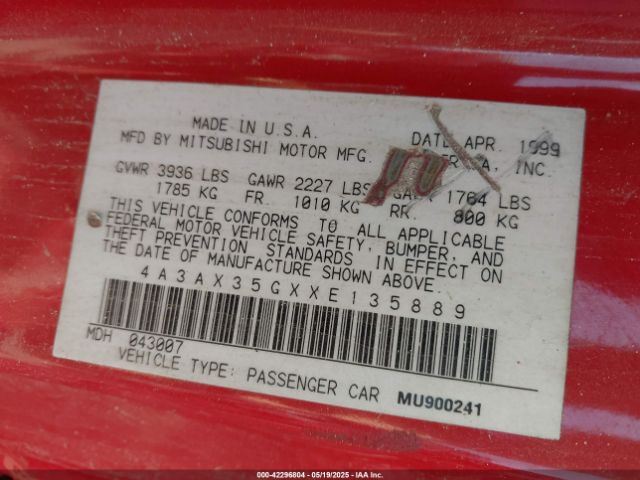 MADE IN U.S.A. DATE APR. 1999
MFD BY MITSUBISHI MOTOR MFG. INC.
GVWR 3936 LBS GAWR 2227 LBS 1764 LBS
1785 KG FR. 1010 KG RR. 800 KG
THIS VEHICLE CONFORMS TO ALL APPLICABLE
FEDERAL MOTOR VEHICLE SAFETY, BUMPER, AND
THEFT PREVENTION STANDARDS IN EFFECT ON
THE DATE OF MANUFACTURE SHOWN ABOVE.
4A3AX35GXXE135889
MDH 043007
VEHICLE TYPE: PASSENGER CAR MU900241
000-42296804 - 05/19/2025 - IAA Inc.